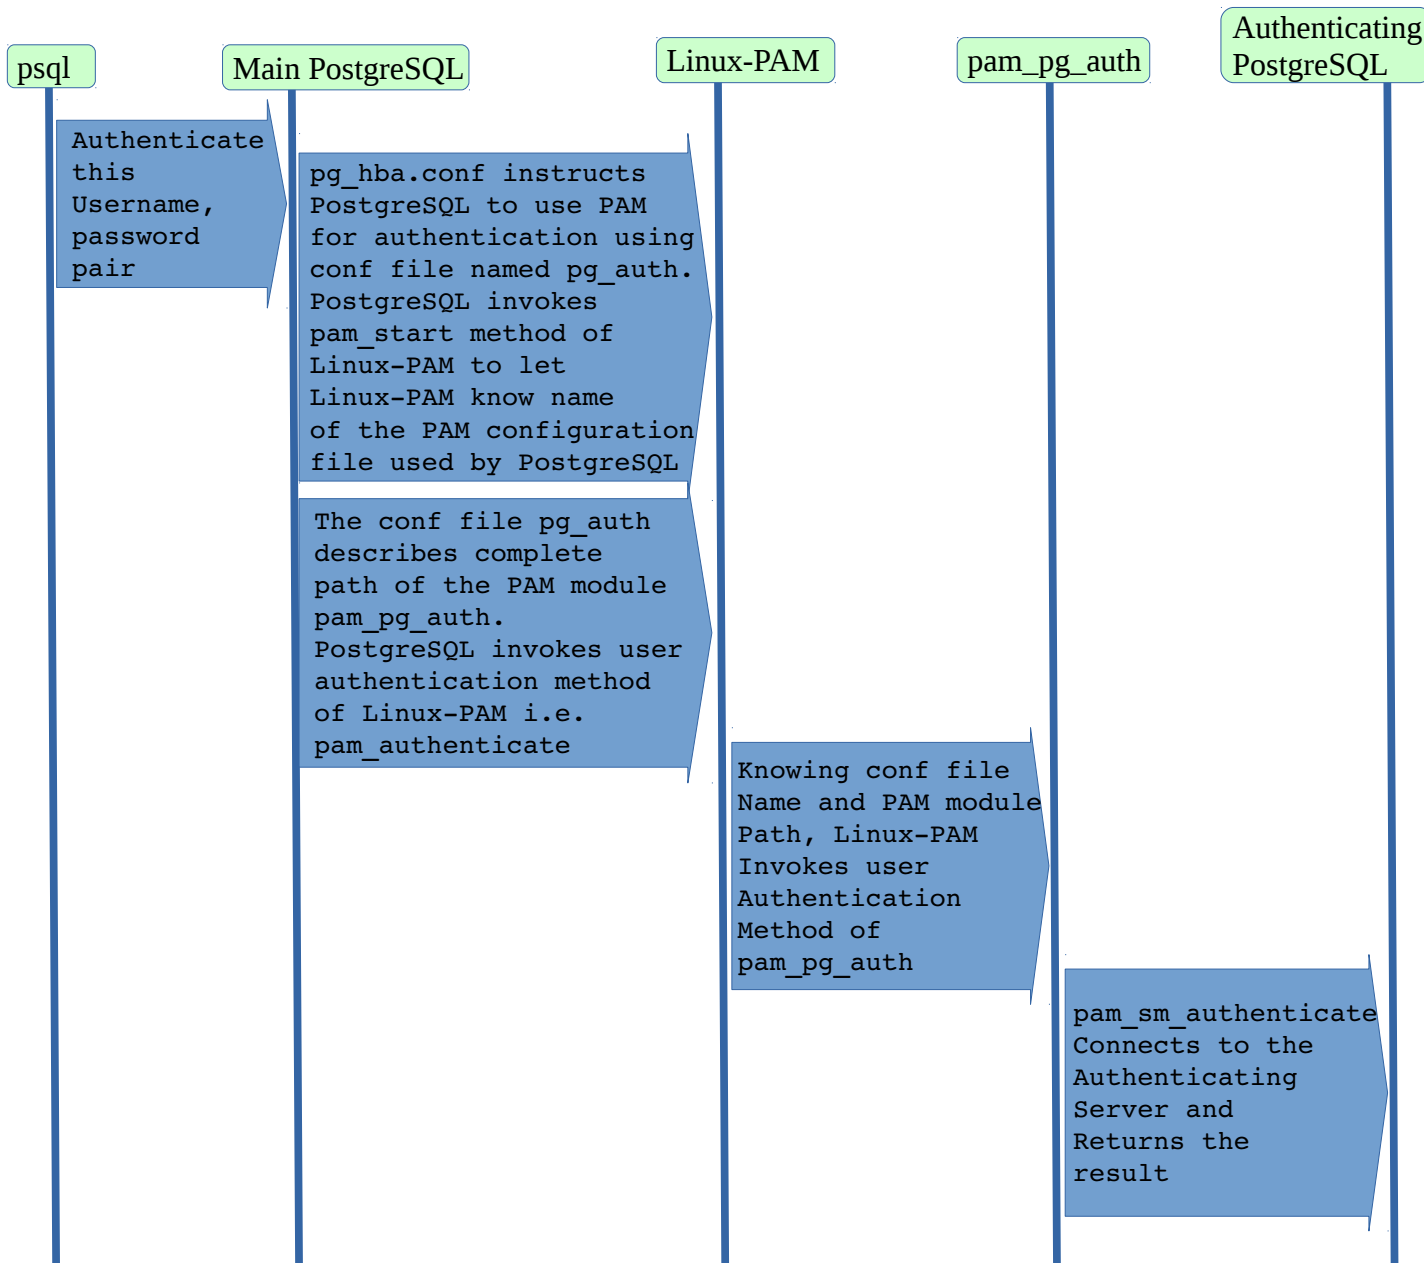 psql
Main PostgreSQL
Linux-PAM
pam_pg_auth
Authenticating
PostgreSQL
Authenticate
this
Username,
password
pair
pg_hba.conf instructs
PostgreSQL to use PAM
for authentication using
conf file named pg_auth.
PostgreSQL invokes
pam_start method of
Linux-PAM to let
Linux-PAM know name
of the PAM configuration
file used by PostgreSQL
The conf file pg_auth
describes complete
path of the PAM module
pam_pg_auth.
PostgreSQL invokes user
authentication method
of Linux-PAM i.e.
pam_authenticate
Knowing conf file
Name and PAM module
Path, Linux-PAM
Invokes user
Authentication
Method of
pam_pg_auth
pam_sm_authenticate
Connects to the
Authenticating
Server and
Returns the
result